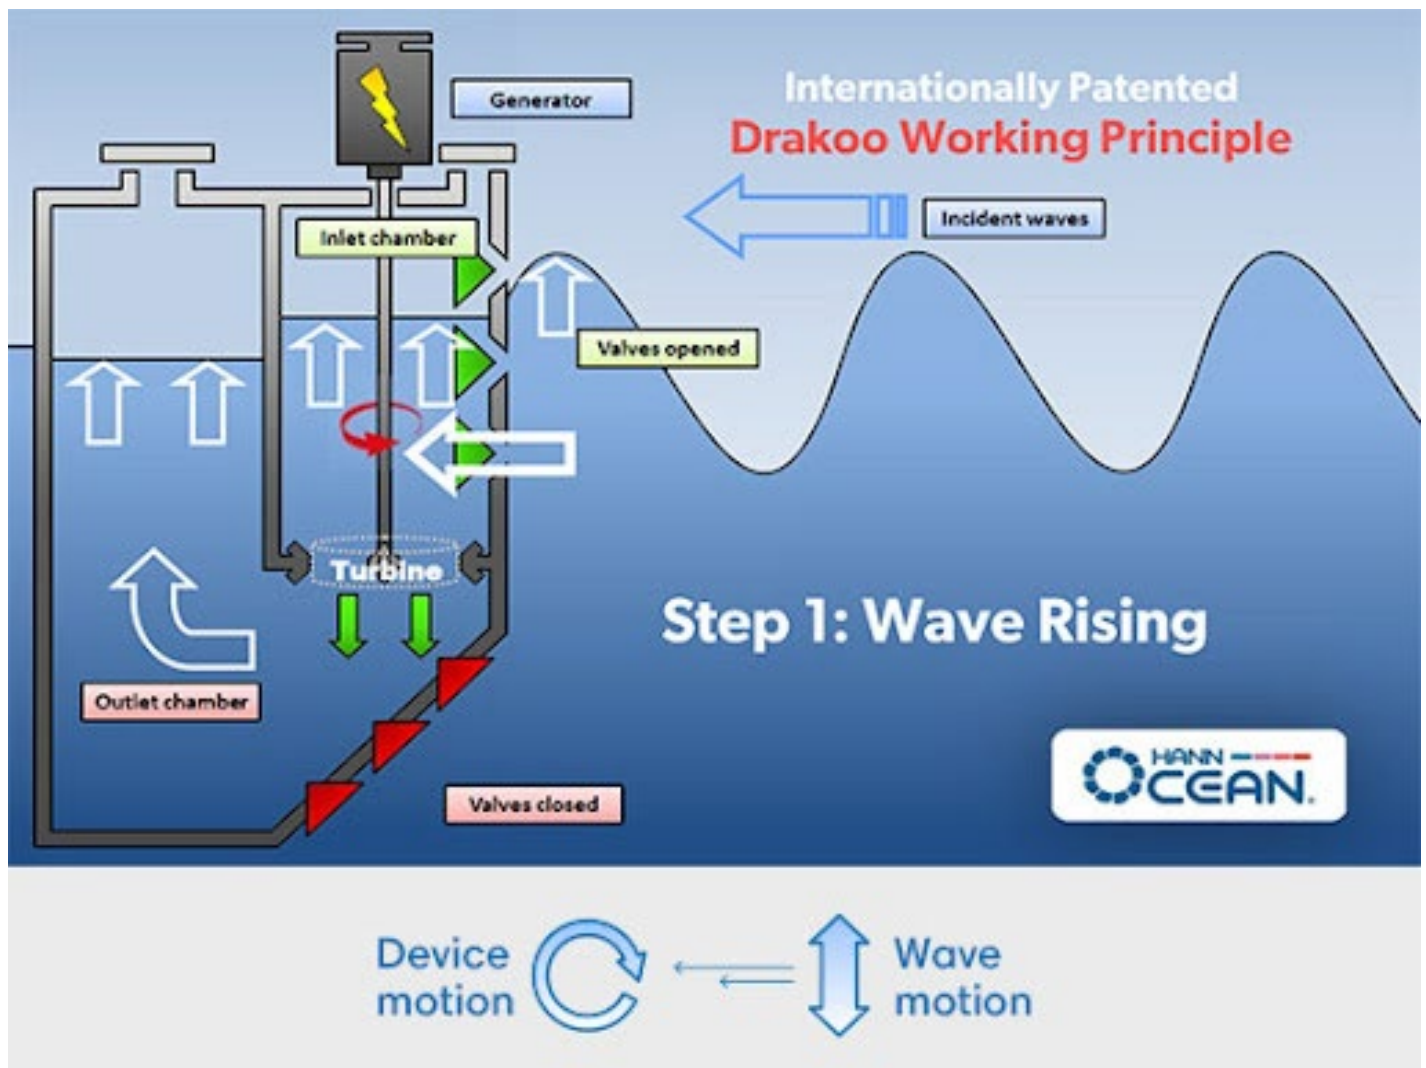 Generator
Internationally Patented
Drakoo Working Principle
Incident waves
Inlet chamber
Valves opened
Turbine
Step 1: Wave Rising
Outlet chamber
Valves closed
HANN
OCEAN.
Device
motion
Wave
motion